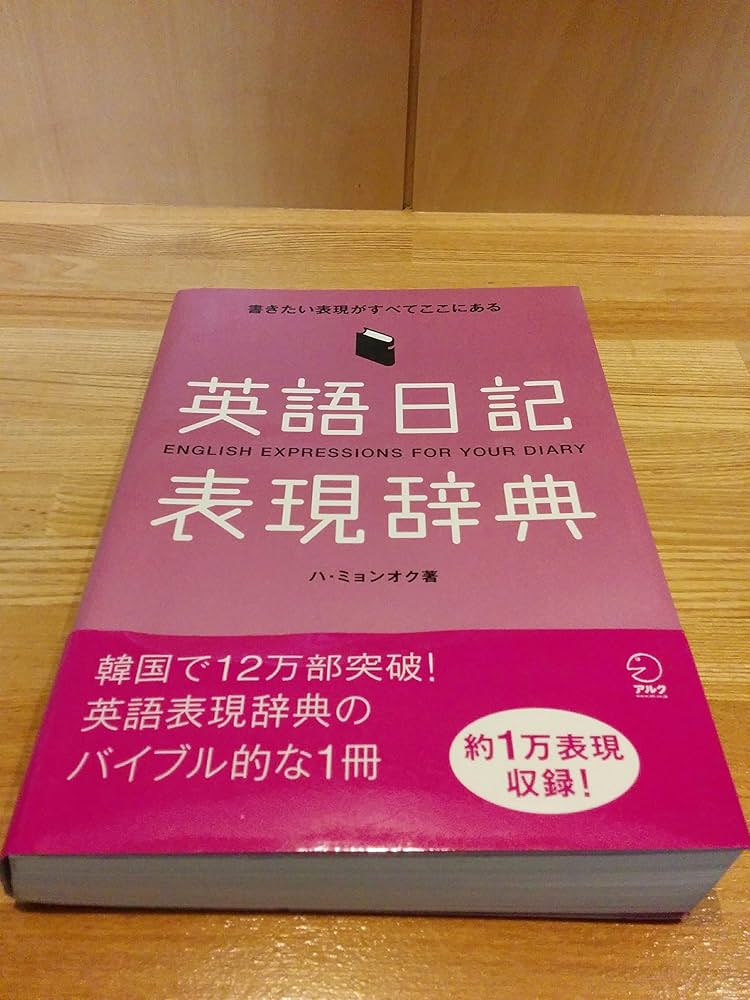 書きたい表現がすべてここにある
英語日記
ENGLISH EXPRESSIONS FOR YOUR DIARY
表現辞典
ハ・ミョンオク著
韓国で12万部突破!
英語表現辞典の
バイブル的な1冊
アルク
約1万表現
収録!